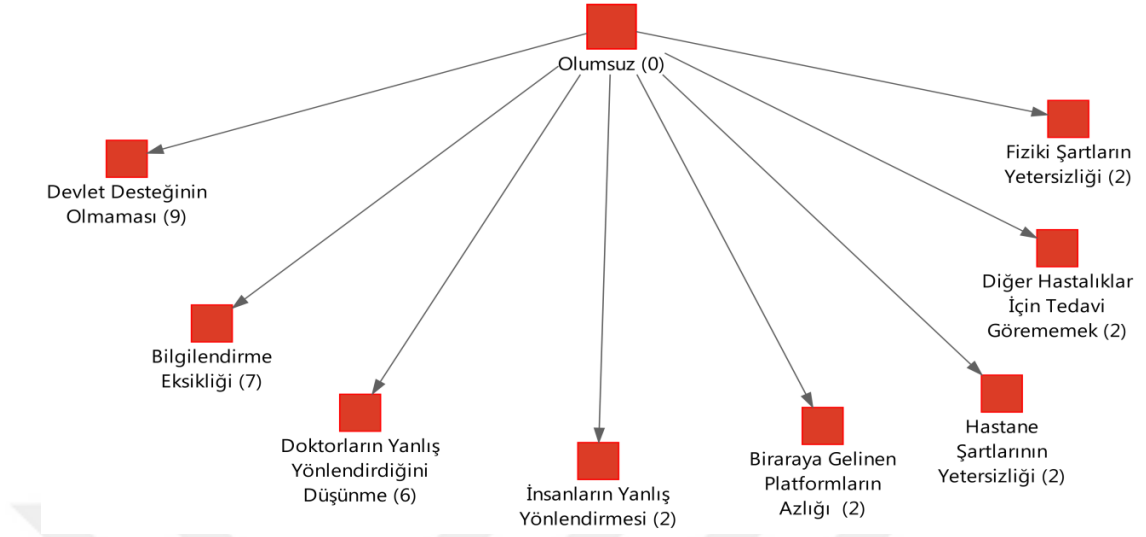 Olumsuz (0)
Devlet Desteğinin
Olmaması (9)
Bilgilendirme
Eksikliği (7)
Doktorların Yanlış
Yönlendirdiğini
Düşünme (6)
İnsanların Yanlış
Yönlendirmesi (2)
Biraraya Gelinen
Platformların
Azlığı (2)
Hastane
Şartlarının
Yetersizliği (2)
Diğer Hastalıklar
İçin Tedavi
Görememek (2)
Fiziki Şartların
Yetersizliği (2)